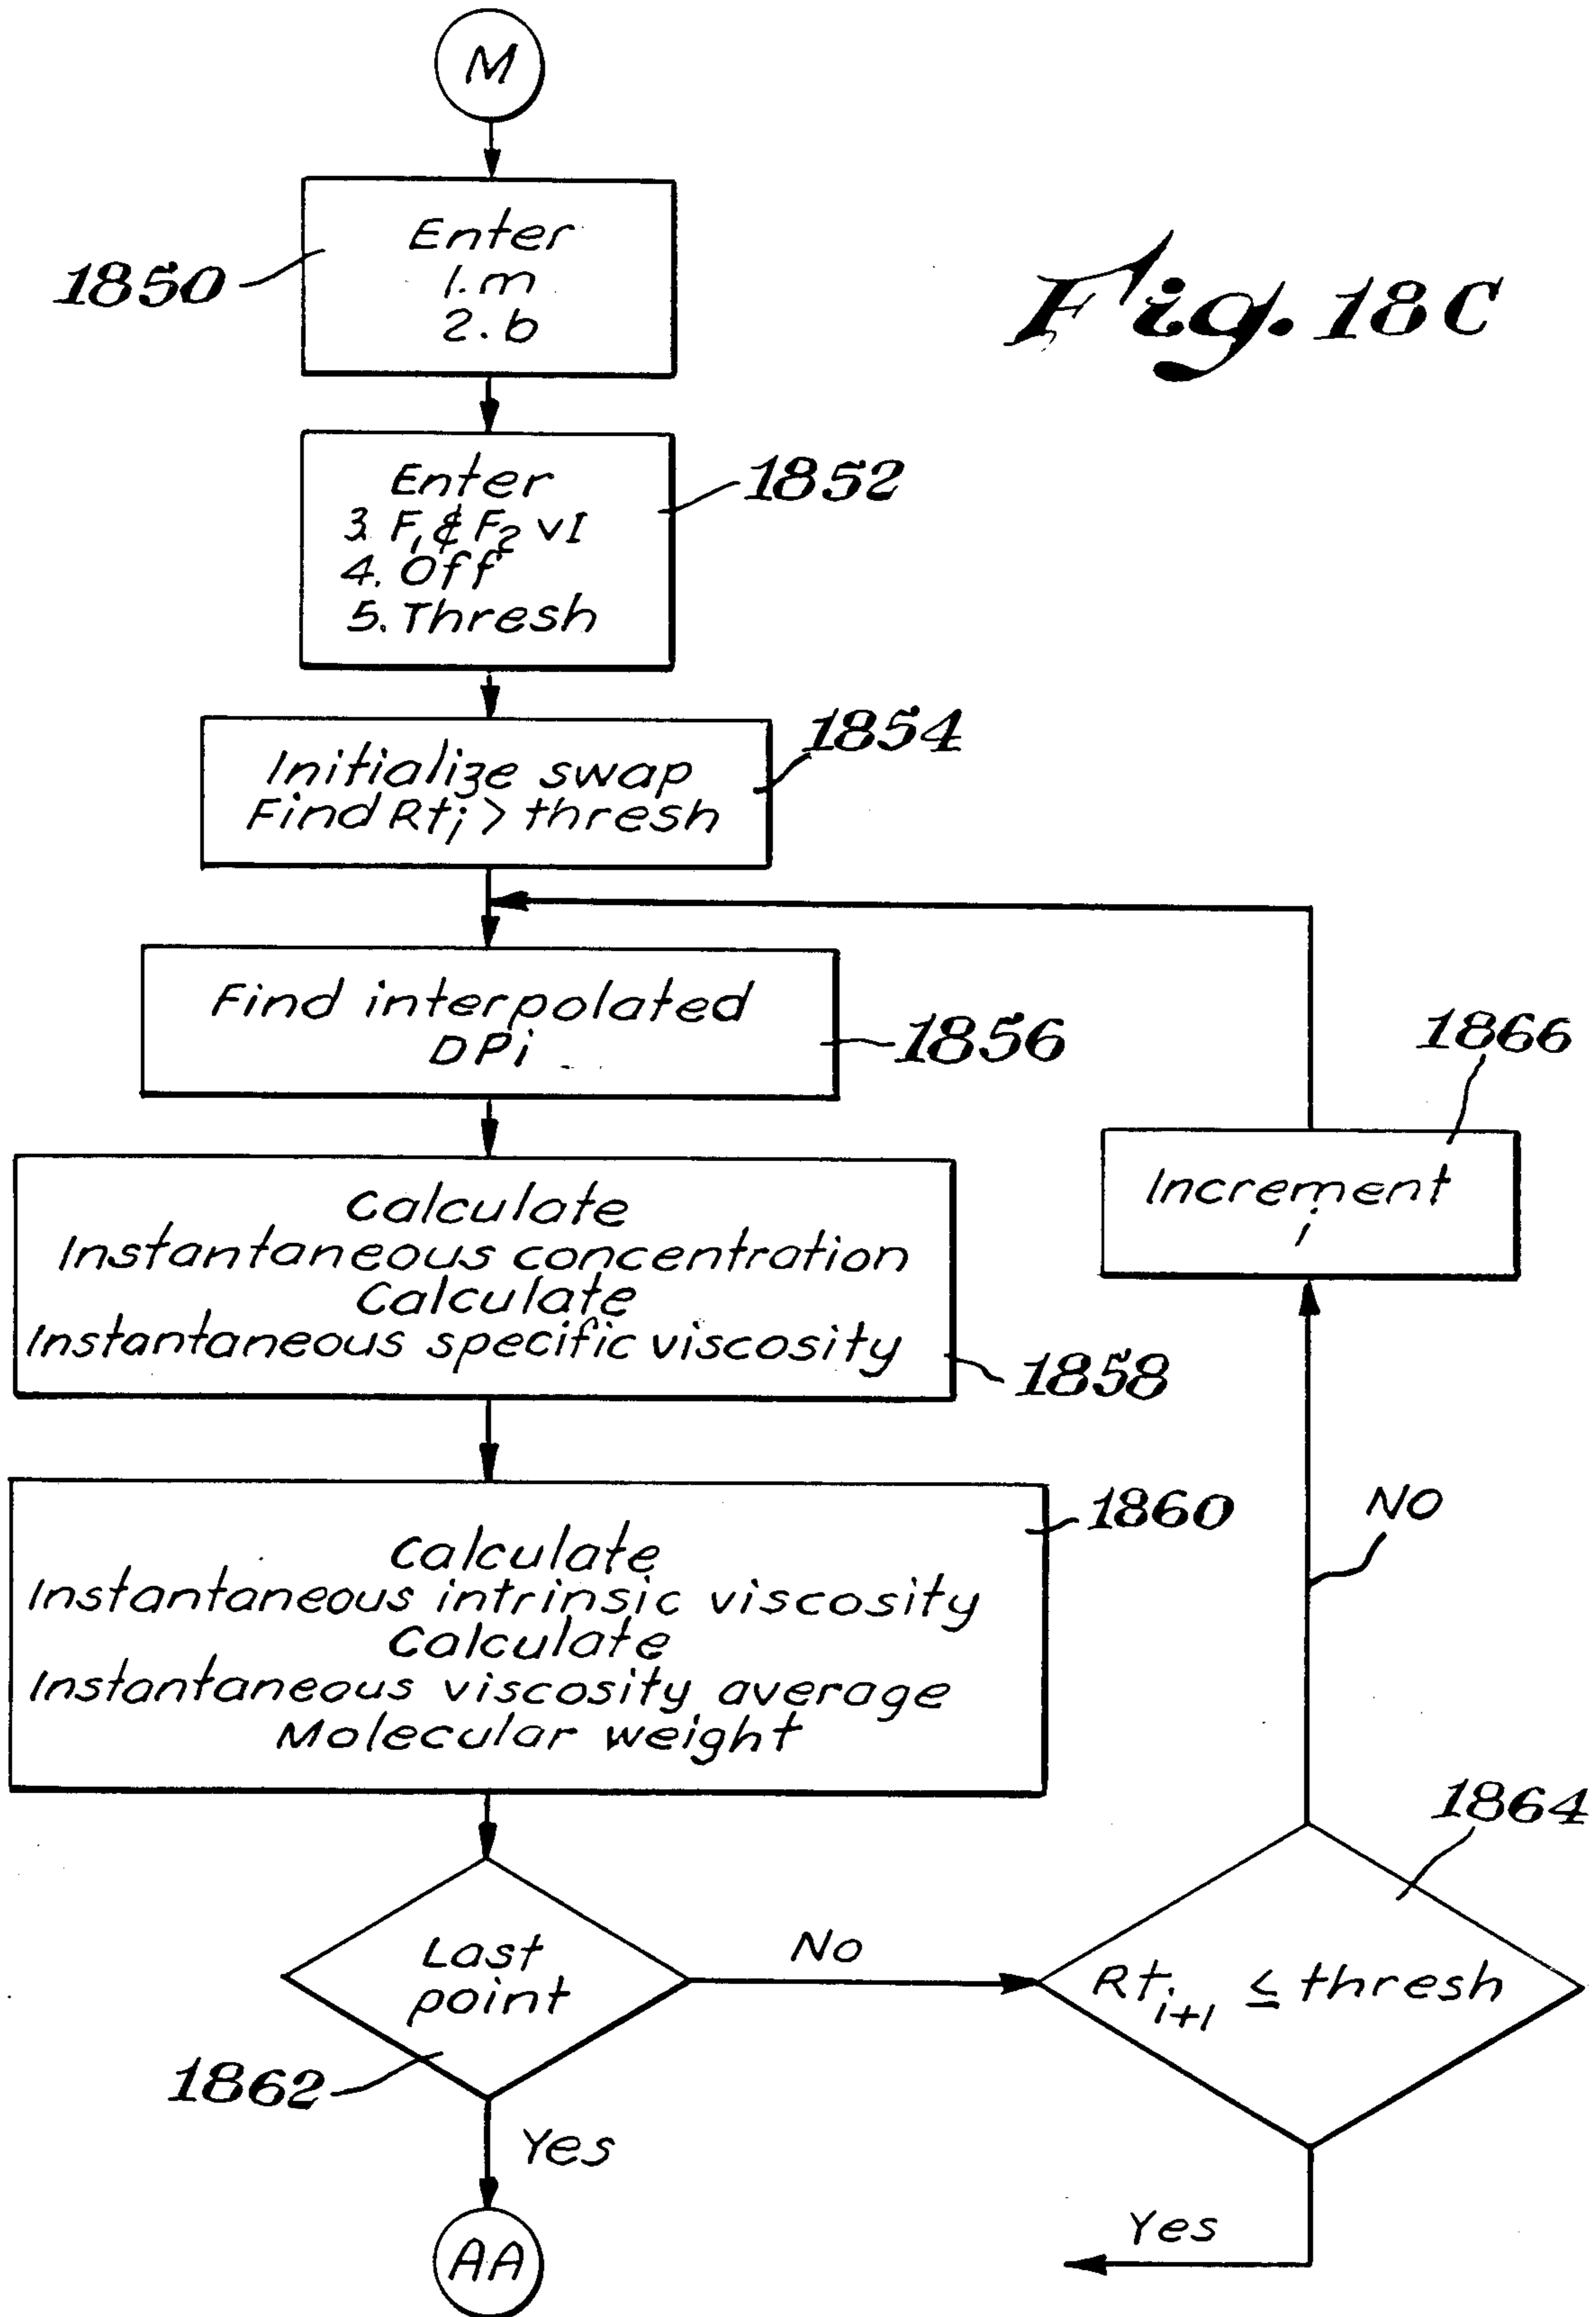 M
Enter
1. m
2. b
1850
Fig. 18C
Enter
3. F1 & F2 vI
4. Off
5. Thresh
1852
Initialize swap
Find Rti > thresh
1854
Find interpolated
DPi
1856
1866
Increment
i
Calculate
Instantaneous concentration
Calculate
Instantaneous specific viscosity
1858
Calculate
Instantaneous intrinsic viscosity
Calculate
Instantaneous viscosity average
Molecular weight
1860
NO
1864
Last
point
1862
No
Rti+1 ≤ thresh
Yes
Yes
AA